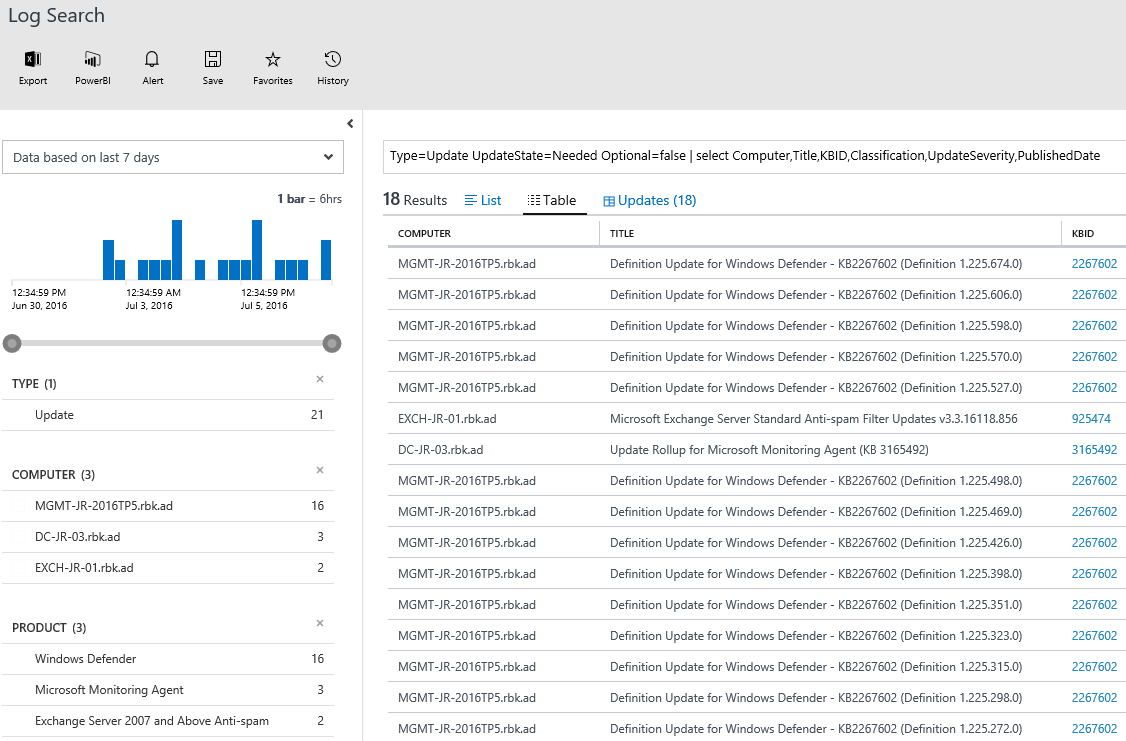 Log Search
Export PowerBI Alert Save Favorites History
Data based on last 7 days
1 bar = 6hrs
12:34:59 PM 12:34:59 AM 12:34:59 PM
Jun 30, 2016 Jul 3, 2016 Jul 5, 2016
TYPE (1)
Update 21
COMPUTER (3)
MGMT-JR-2016TP5.rbk.ad 16
DC-JR-03.rbk.ad 3
EXCH-JR-01.rbk.ad 2
PRODUCT (3)
Windows Defender 16
Microsoft Monitoring Agent 3
Exchange Server 2007 and Above Anti-spam 2
Type=Update UpdateState=Needed Optional=false | select Computer,Title,KBID,Classification,UpdateSeverity,PublishedDate
18 Results List Table Updates (18)
COMPUTER TITLE KBID
MGMT-JR-2016TP5.rbk.ad Definition Update for Windows Defender - KB2267602 (Definition 1.225.674.0) 2267602
MGMT-JR-2016TP5.rbk.ad Definition Update for Windows Defender - KB2267602 (Definition 1.225.606.0) 2267602
MGMT-JR-2016TP5.rbk.ad Definition Update for Windows Defender - KB2267602 (Definition 1.225.598.0) 2267602
MGMT-JR-2016TP5.rbk.ad Definition Update for Windows Defender - KB2267602 (Definition 1.225.570.0) 2267602
MGMT-JR-2016TP5.rbk.ad Definition Update for Windows Defender - KB2267602 (Definition 1.225.527.0) 2267602
EXCH-JR-01.rbk.ad Microsoft Exchange Server Standard Anti-spam Filter Updates v3.3.16118.856 925474
DC-JR-03.rbk.ad Update Rollup for Microsoft Monitoring Agent (KB 3165492) 3165492
MGMT-JR-2016TP5.rbk.ad Definition Update for Windows Defender - KB2267602 (Definition 1.225.498.0) 2267602
MGMT-JR-2016TP5.rbk.ad Definition Update for Windows Defender - KB2267602 (Definition 1.225.469.0) 2267602
MGMT-JR-2016TP5.rbk.ad Definition Update for Windows Defender - KB2267602 (Definition 1.225.426.0) 2267602
MGMT-JR-2016TP5.rbk.ad Definition Update for Windows Defender - KB2267602 (Definition 1.225.398.0) 2267602
MGMT-JR-2016TP5.rbk.ad Definition Update for Windows Defender - KB2267602 (Definition 1.225.351.0) 2267602
MGMT-JR-2016TP5.rbk.ad Definition Update for Windows Defender - KB2267602 (Definition 1.225.323.0) 2267602
MGMT-JR-2016TP5.rbk.ad Definition Update for Windows Defender - KB2267602 (Definition 1.225.315.0) 2267602
MGMT-JR-2016TP5.rbk.ad Definition Update for Windows Defender - KB2267602 (Definition 1.225.298.0) 2267602
MGMT-JR-2016TP5.rbk.ad Definition Update for Windows Defender - KB2267602 (Definition 1.225.272.0) 2267602